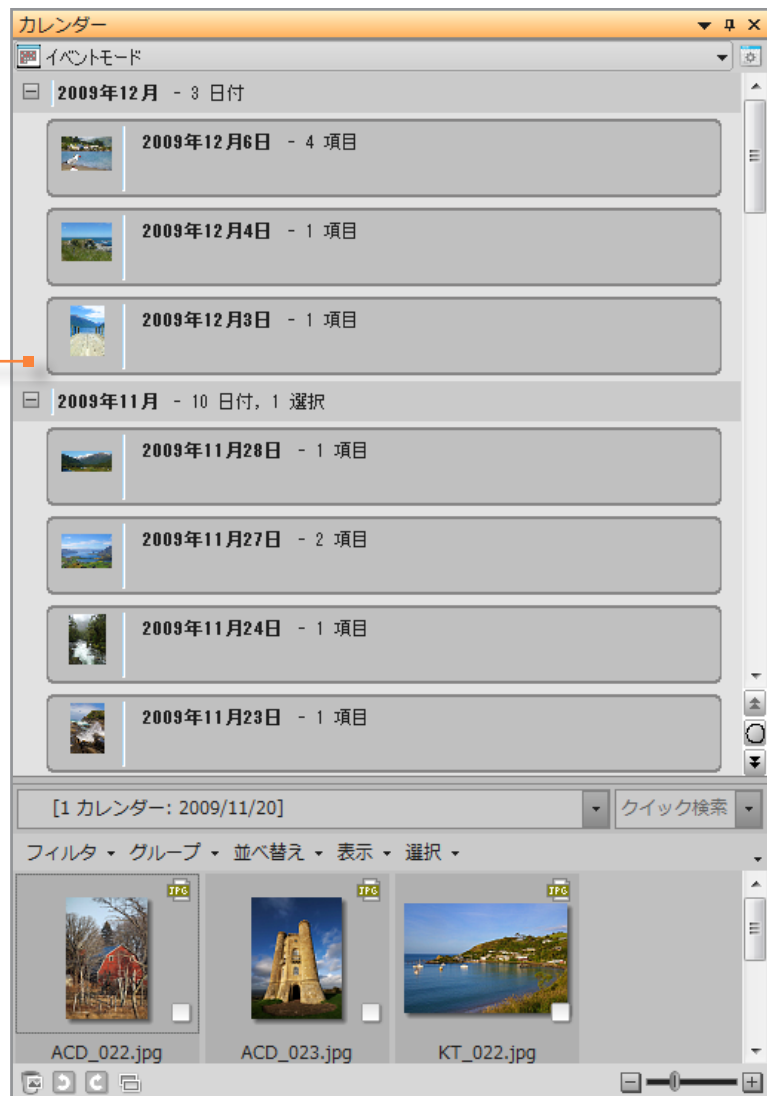 カレンダー
イベントモード
2009年12月 - 3 日付
2009年12月6日 - 4 項目
2009年12月4日 - 1 項目
2009年12月3日 - 1 項目
2009年11月 - 10 日付, 1 選択
2009年11月28日 - 1 項目
2009年11月27日 - 2 項目
2009年11月24日 - 1 項目
2009年11月23日 - 1 項目
[1 カレンダー: 2009/11/20] クイック検索
フィルタ グループ 並べ替え 表示 選択
JPG JPG JPG
ACD_022.jpg ACD_023.jpg KT_022.jpg